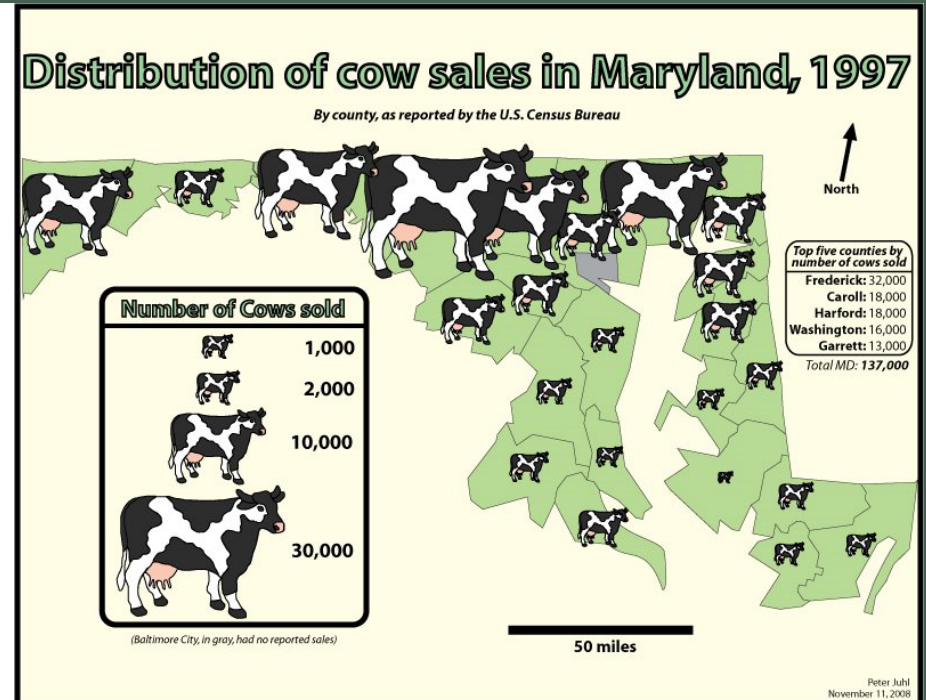 Distribution of cow sales in Maryland, 1997
By county, as reported by the U.S. Census Bureau
North
Top five counties by
number of cows sold
Frederick: 32,000
Caroll: 18,000
Harford: 18,000
Washington: 16,000
Garrett: 13,000
Total MD: 137,000
Number of Cows sold
1,000
2,000
10,000
30,000
(Baltimore City, in gray, had no reported sales)
50 miles
Peter Juhl
November 11, 2008